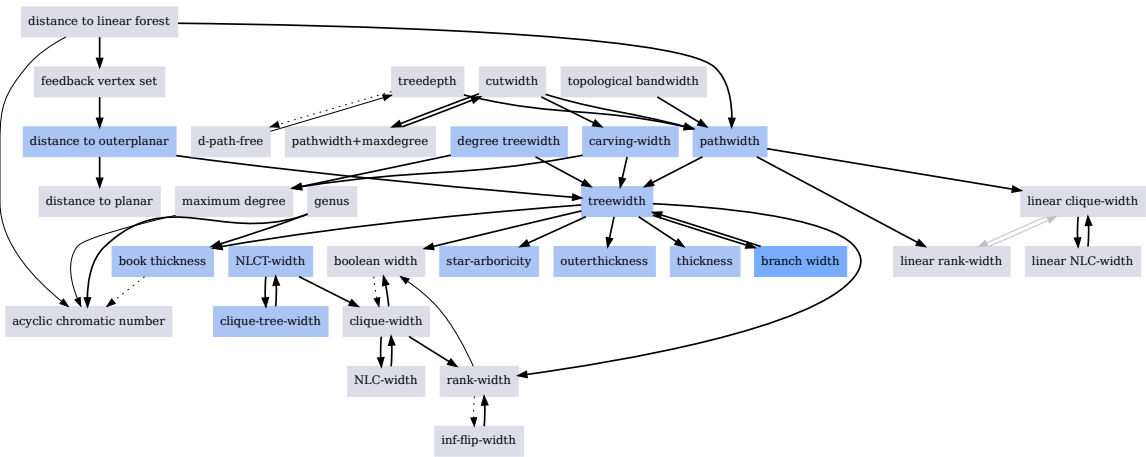 distance to linear forest
feedback vertex set
treedepth
cutwidth
topological bandwidth
distance to outerplanar
d-path-free
pathwidth+maxdegree
degree treewidth
carving-width
pathwidth
distance to planar
maximum degree
genus
treewidth
linear clique-width
book thickness
NLCT-width
boolean width
star-arboricity
outerthickness
thickness
branch width
linear rank-width
linear NLC-width
acyclic chromatic number
clique-tree-width
clique-width
NLC-width
rank-width
inf-flip-width